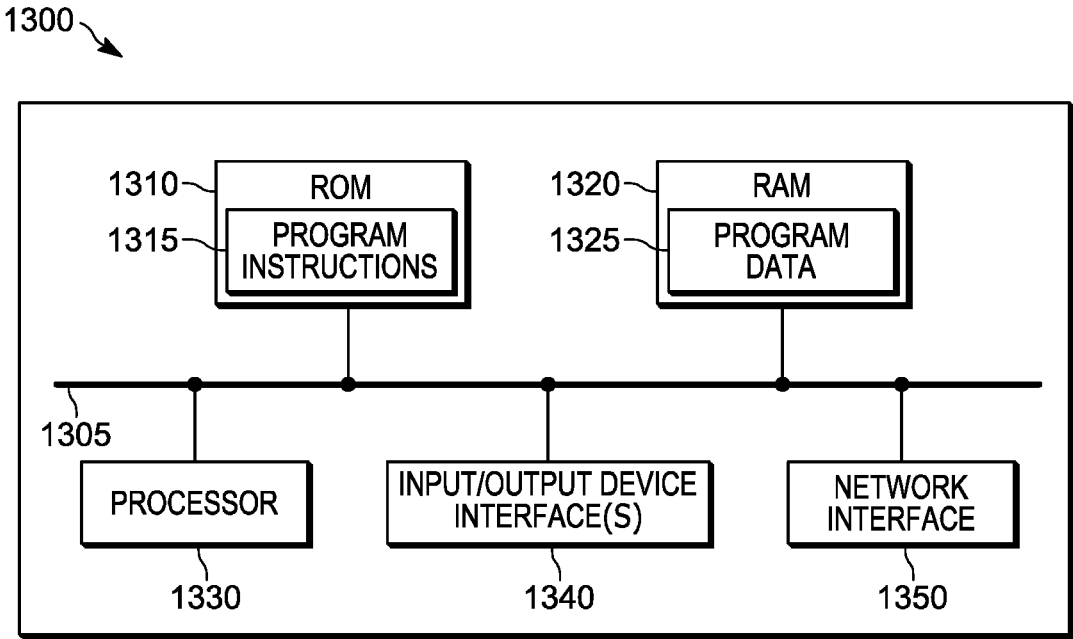 1300
1310
ROM
1320
RAM
1315
PROGRAM
INSTRUCTIONS
1325
PROGRAM
DATA
1305
PROCESSOR
INPUT/OUTPUT DEVICE
INTERFACE(S)
NETWORK
INTERFACE
1330
1340
1350